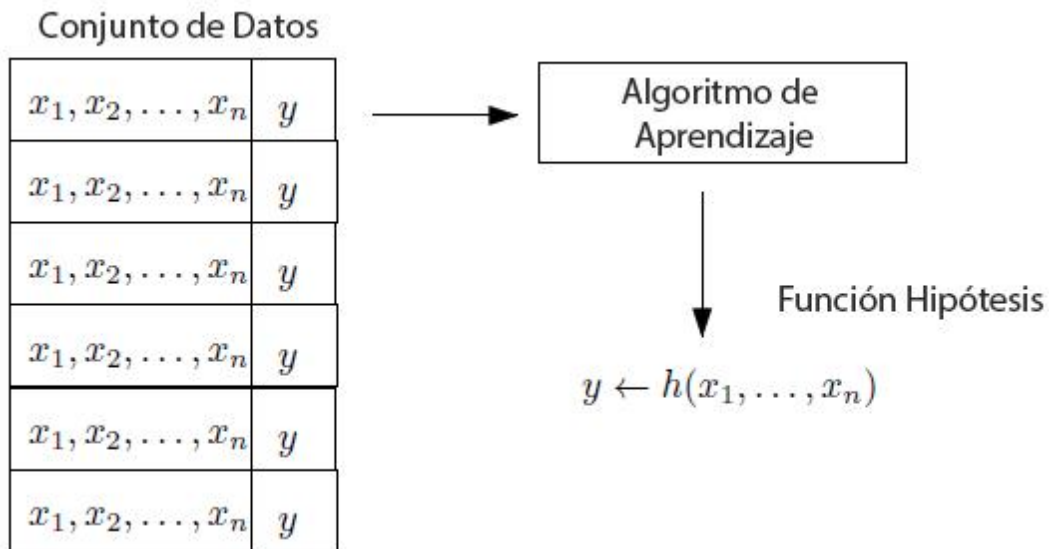 Conjunto de Datos
x₁, x₂, . . . , xₙ y
x₁, x₂, . . . , xₙ y
x₁, x₂, . . . , xₙ y
x₁, x₂, . . . , xₙ y
x₁, x₂, . . . , xₙ y
x₁, x₂, . . . , xₙ y
Algoritmo de
Aprendizaje
Función Hipótesis
y ← h(x₁, . . . , xₙ)